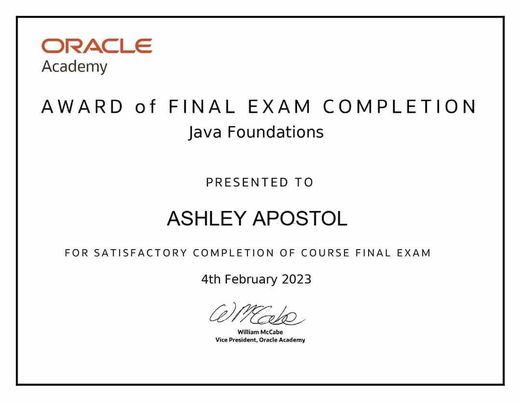 ORACLE
Academy
AWARD of FINAL EXAM COMPLETION
Java Foundations
PRESENTED TO
ASHLEY APOSTOL
FOR SATISFACTORY COMPLETION OF COURSE FINAL EXAM
4th February 2023
WMcCabe
William McCabe
Vice President, Oracle Academy